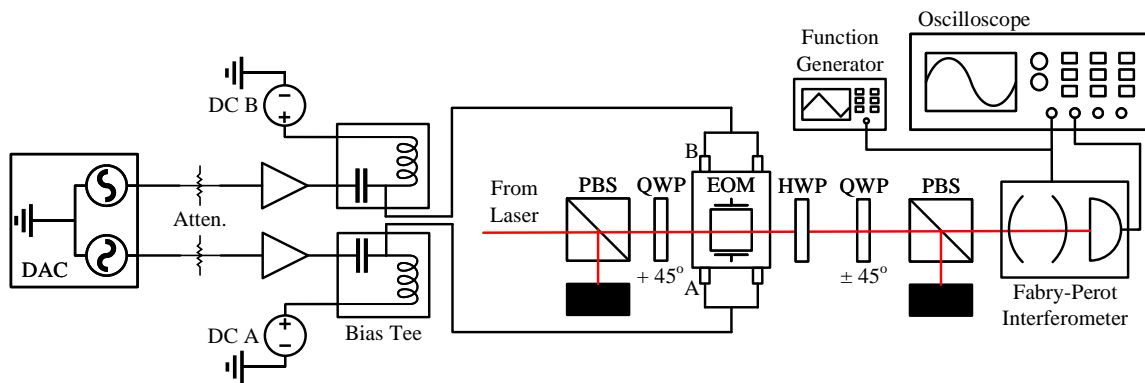 Oscilloscope
Function
Generator
DC B
B
PBS
QWP
EOM
HWP
QWP
PBS
From
Laser
Atten.
DAC
A
+ 45°
± 45°
Fabry-Perot
Interferometer
DC A
Bias Tee